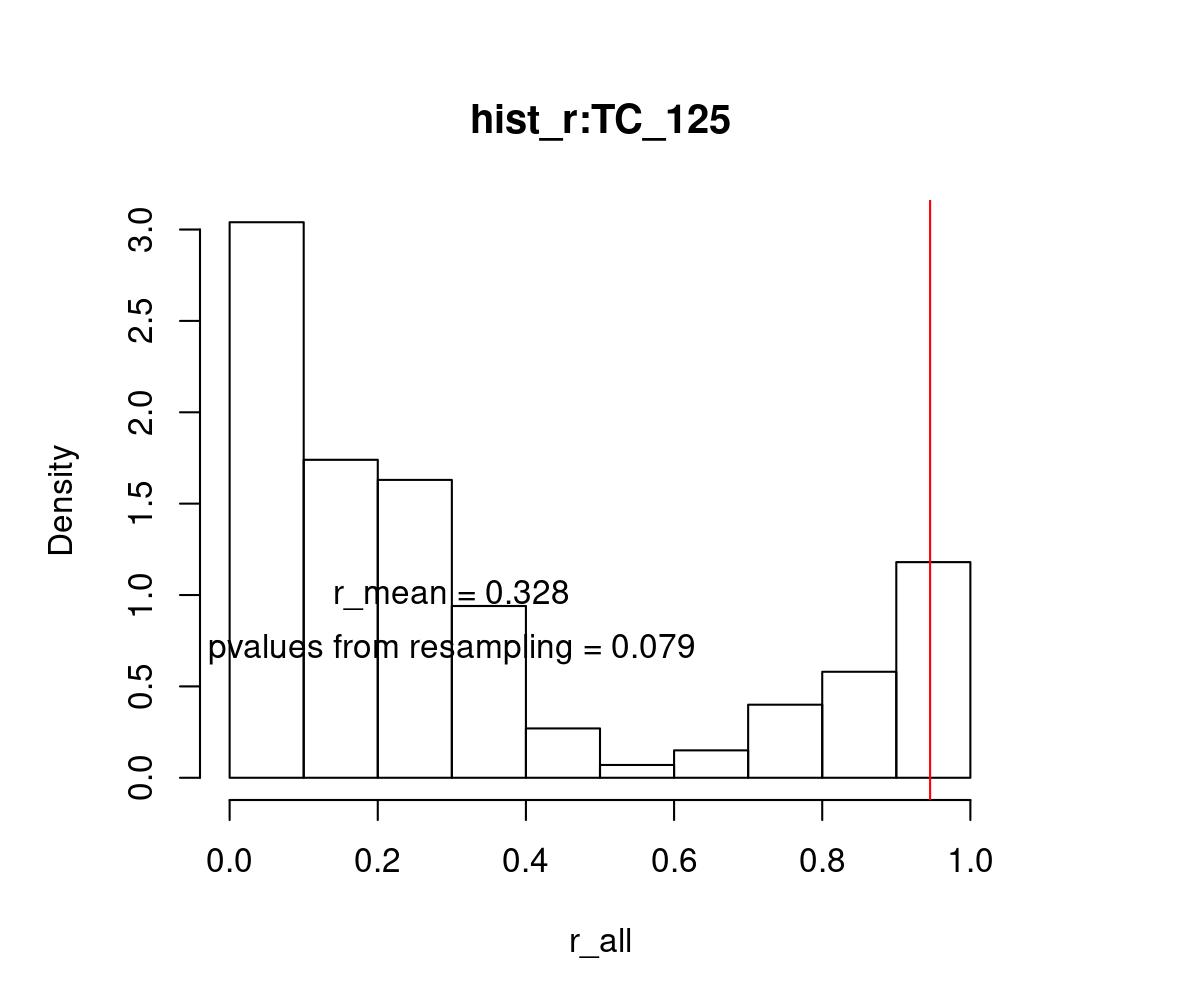 hist_r:TC_125
3.0
2.5
2.0
1.5
1.0
0.5
0.0
Density
r_mean = 0.328
pvalues from resampling = 0.079
0.0 0.2 0.4 0.6 0.8 1.0
r_all